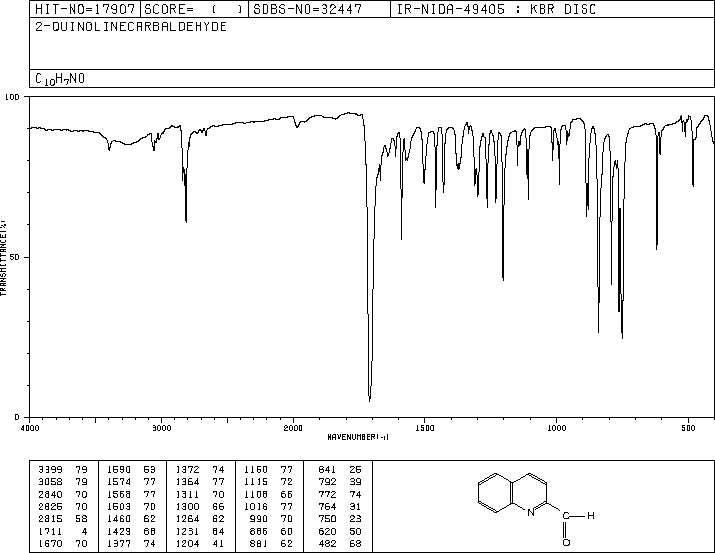 HIT-NO=17907 SCORE= ( ) SDBS-NO=32447 IR-NIDA-49405 : KBR DISC
2-QUINOLINECARBALDEHYDE
C10H7NO
100
50
0
TRANSMITTANCE(%)
4000 3000 2000 1500 1000 500
WAVENUMBER(-1)
3399 79 1590 53 1372 74 1150 77 841 25
3058 79 1574 77 1364 77 1115 72 792 39
2840 70 1568 77 1311 70 1108 66 772 74
2825 70 1503 70 1300 66 1016 77 764 31
2815 58 1460 62 1264 62 990 70 750 23
1711 4 1429 68 1231 64 886 60 620 50
1670 70 1377 74 1204 41 881 62 482 68
N
C H
O